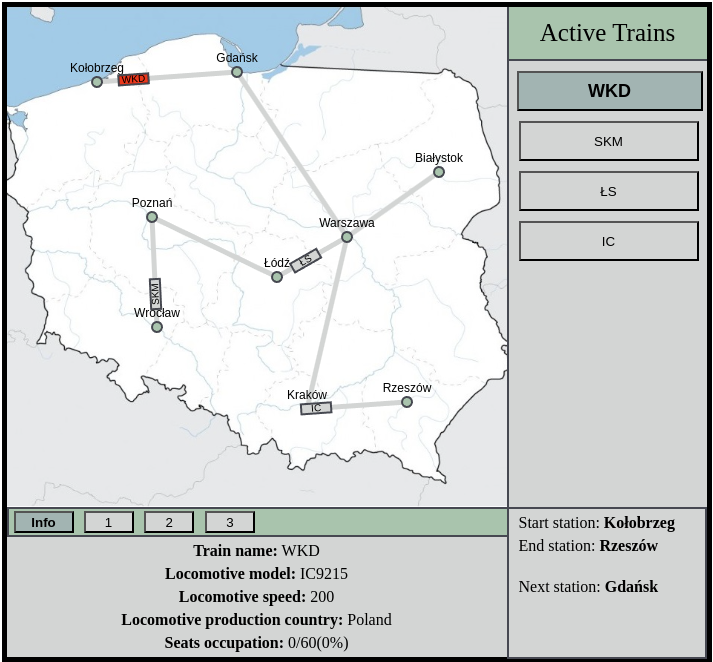 Active Trains
WKD
SKM
ŁS
IC
Kołobrzeg
WKD
Gdańsk
Białystok
Poznań
Warszawa
Łódź
ŁS
SKM
Wrocław
Kraków
IC
Rzeszów
Info 1 2 3
Train name: WKD
Locomotive model: IC9215
Locomotive speed: 200
Locomotive production country: Poland
Seats occupation: 0/60(0%)
Start station: Kołobrzeg
End station: Rzeszów
Next station: Gdańsk